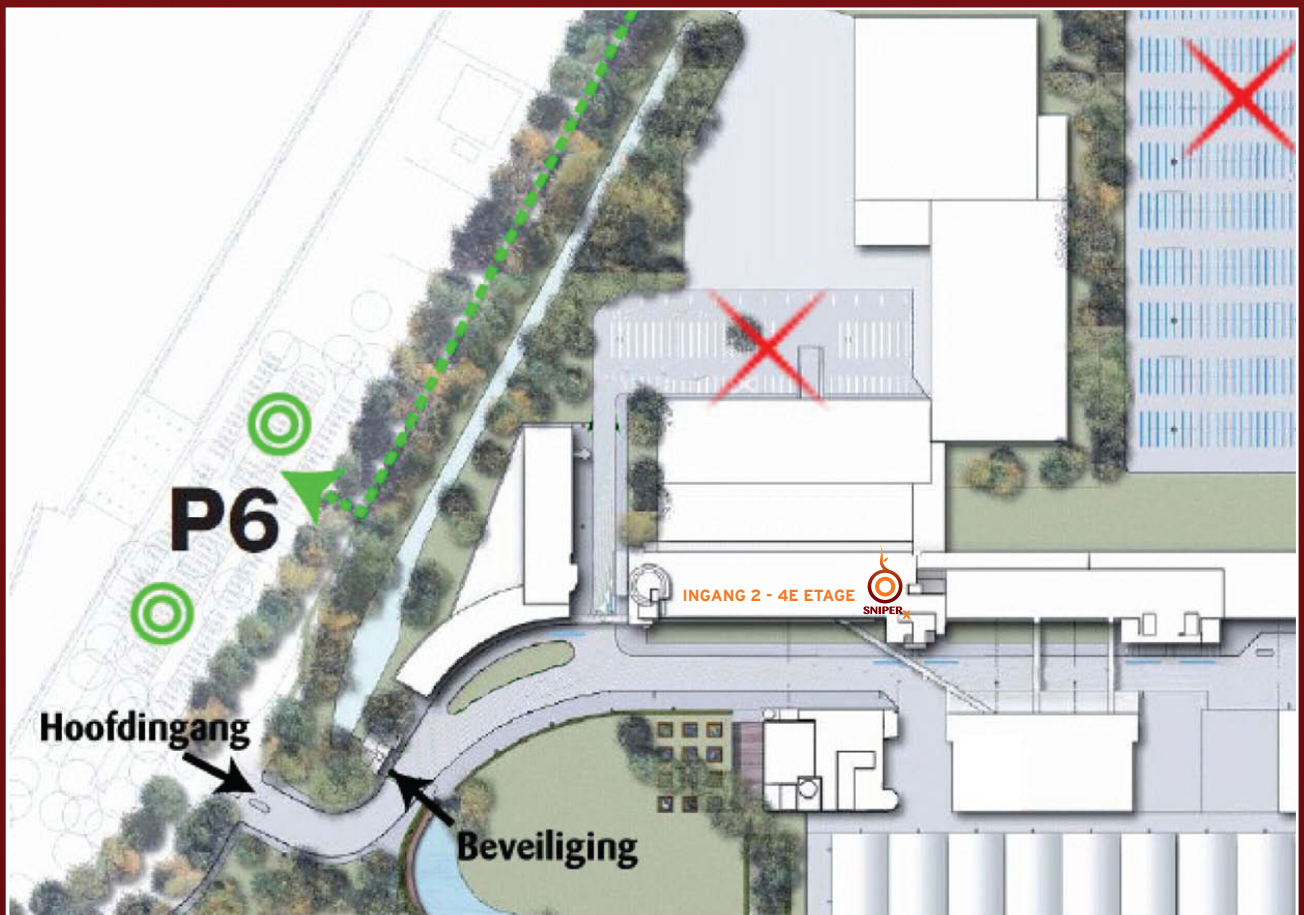 P6
INGANG 2 - 4E ETAGE
SNIPER
x
Hoofdingang
Beveiliging